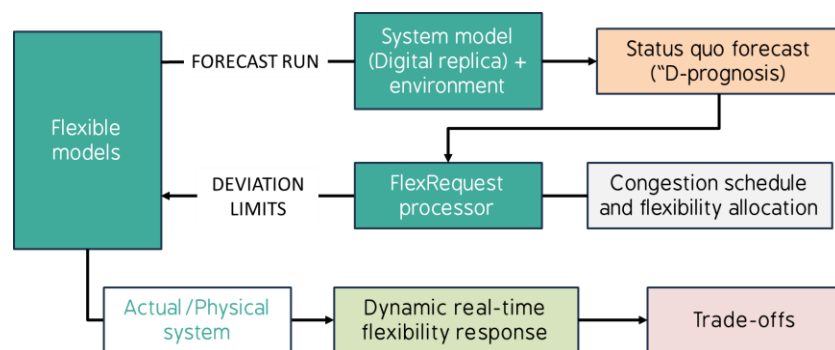 Flexible
models
FORECAST RUN
System model
(Digital replica) +
environment
Status quo forecast
(“D-prognosis)
DEVIATION
LIMITS
FlexRequest
processor
Congestion schedule
and flexibility allocation
Actual/Physical
system
Dynamic real-time
flexibility response
Trade-offs